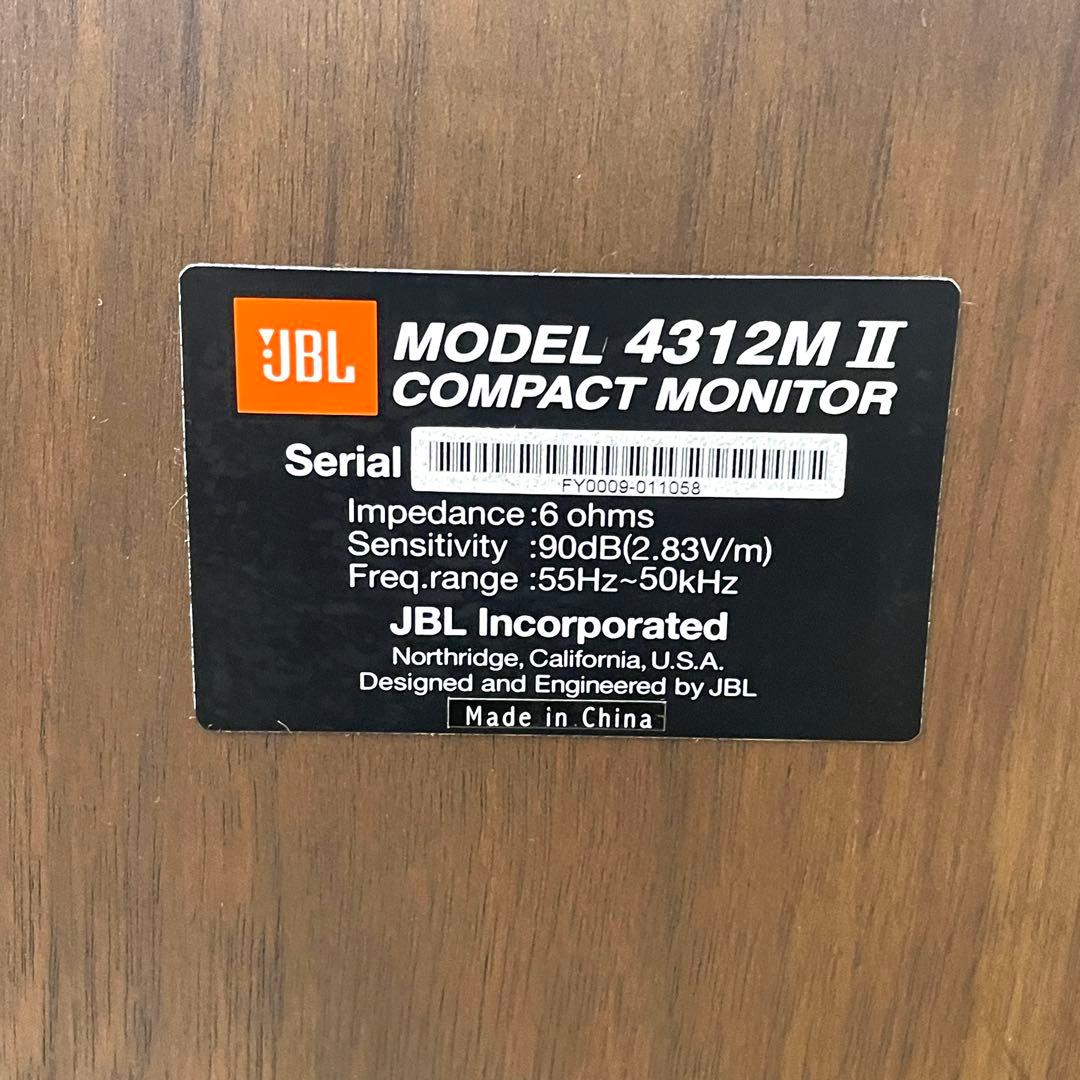 JBL
MODEL 4312M II
COMPACT MONITOR
Serial
FY0009-011058
Impedance:6 ohms
Sensitivity :90dB(2.83V/m)
Freq.range :55Hz~50kHz
JBL Incorporated
Northridge, California, U.S.A.
Designed and Engineered by JBL
Made in China